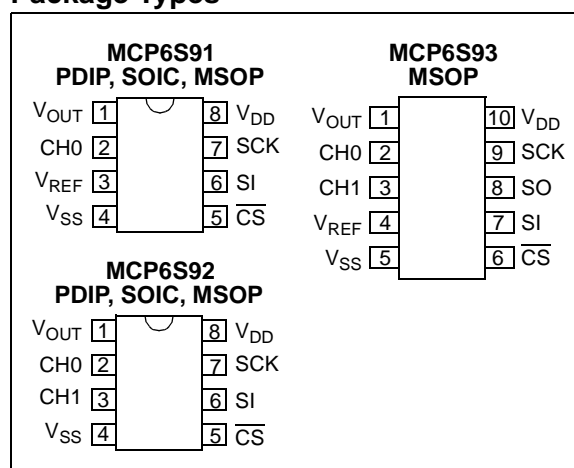 Package Types
MCP6S91
PDIP, SOIC, MSOP
VOUT 1 8 VDD
CH0 2 7 SCK
VREF 3 6 SI
VSS 4 5 CS
MCP6S92
PDIP, SOIC, MSOP
VOUT 1 8 VDD
CH0 2 7 SCK
CH1 3 6 SI
VSS 4 5 CS
MCP6S93
MSOP
VOUT 1 10 VDD
CH0 2 9 SCK
CH1 3 8 SO
VREF 4 7 SI
VSS 5 6 CS